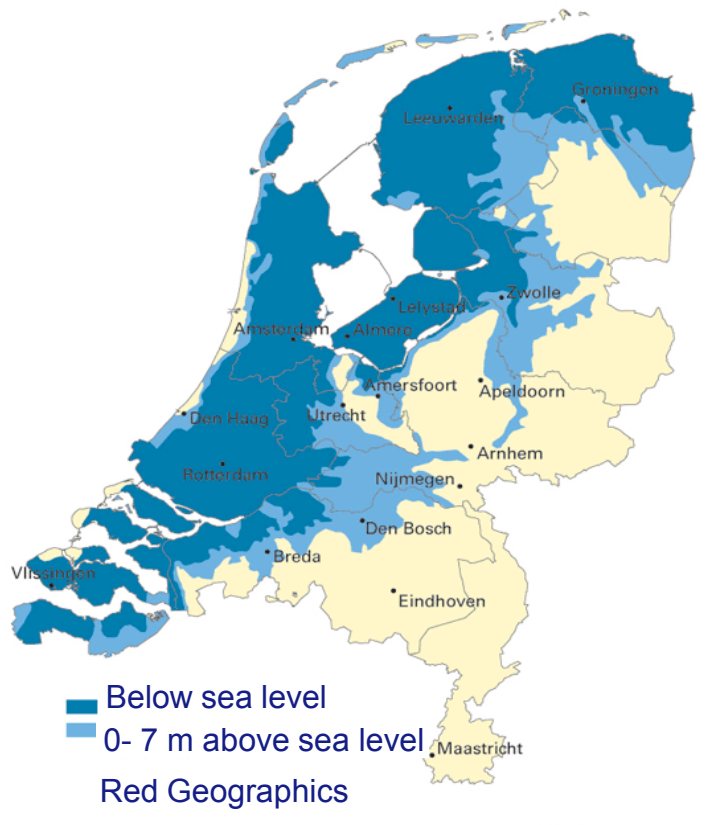 Groningen
Leeuwarden
Zwolle
Lelystad
Amsterdam
Almere
Amersfoort
Apeldoorn
Utrecht
Den Haag
Arnhem
Rotterdam
Nijmegen
Den Bosch
Breda
Vlissingen
Eindhoven
Below sea level
0- 7 m above sea level
Maastricht
Red Geographics